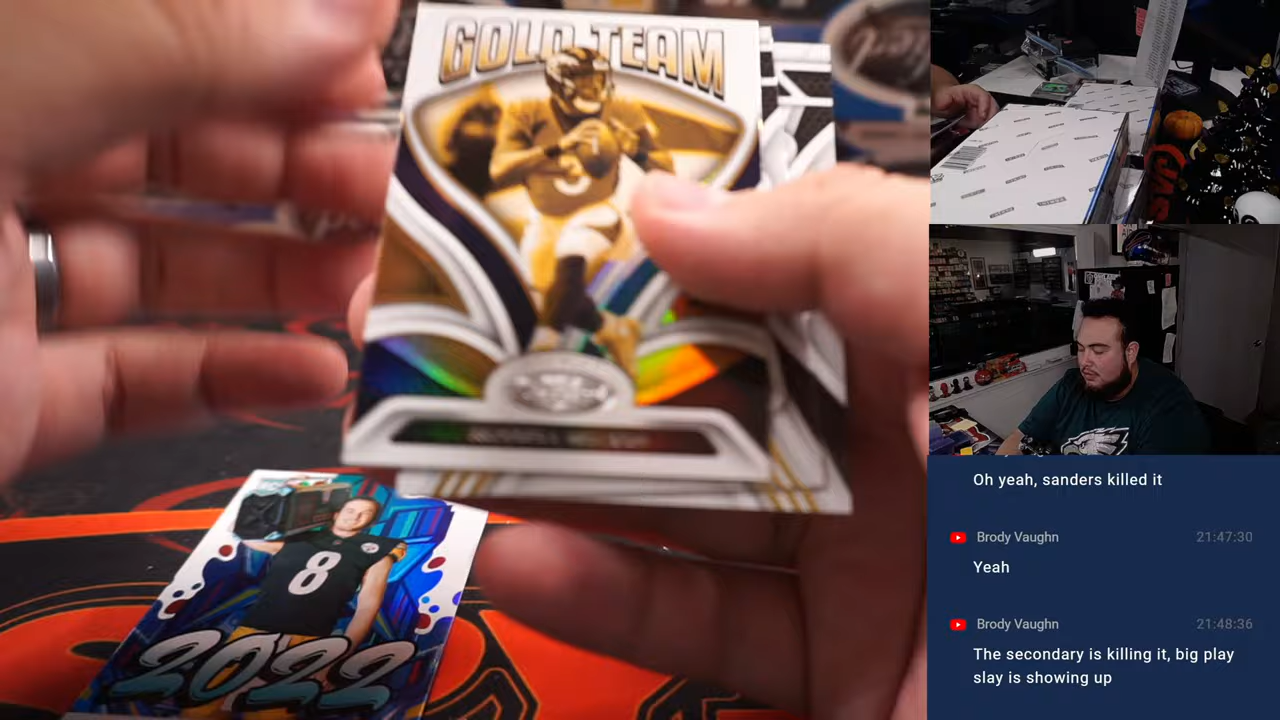 GOLD TEAM
8
2022
Oh yeah, sanders killed it
Brody Vaughn 21:47:30
Yeah
Brody Vaughn 21:48:36
The secondary is killing it, big play
slay is showing up